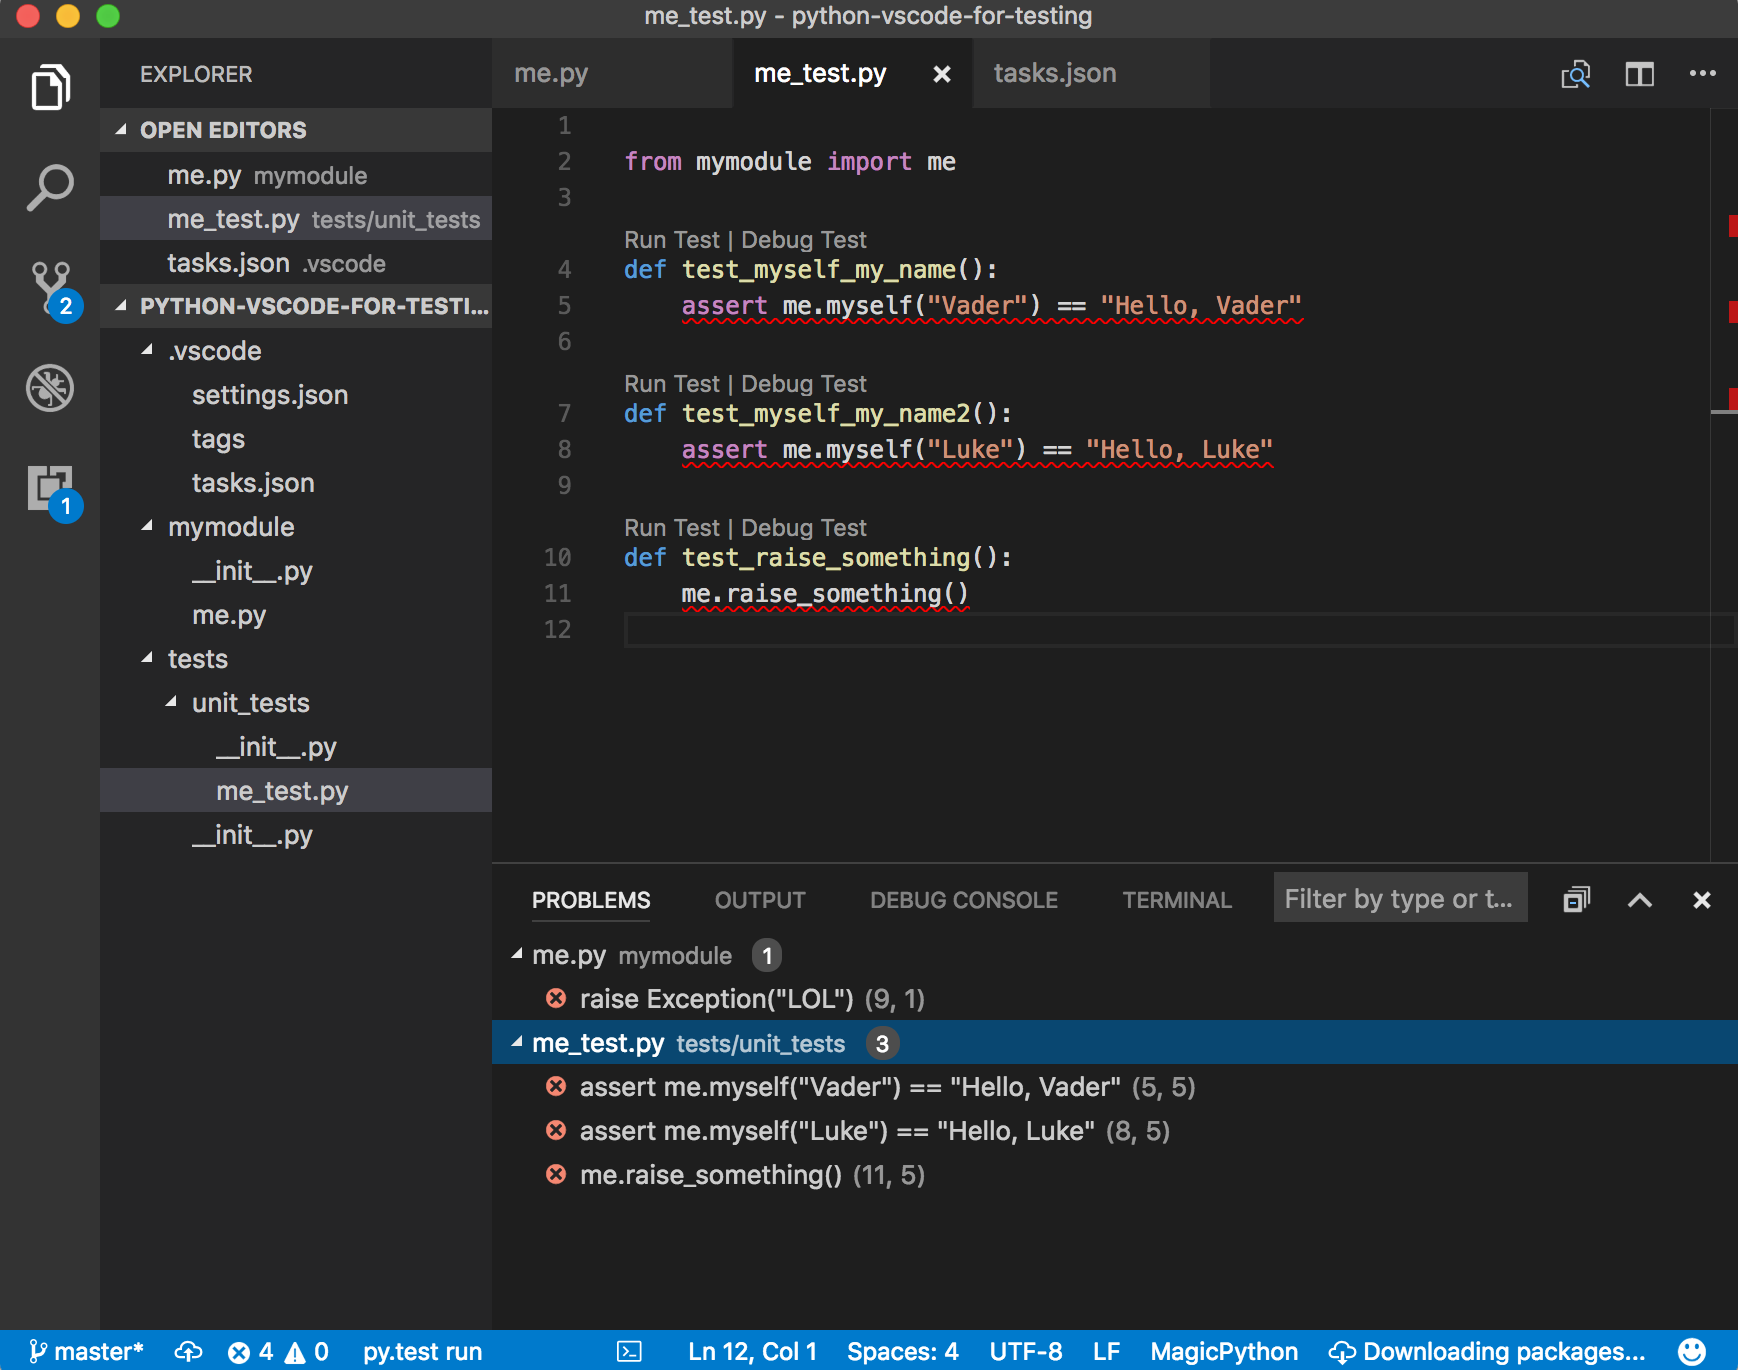 me_test.py - python-vscode-for-testing
EXPLORER
OPEN EDITORS
me.py mymodule
me_test.py tests/unit_tests
tasks.json .vscode
PYTHON-VSCODE-FOR-TESTI...
.vscode
settings.json
tags
tasks.json
mymodule
__init__.py
me.py
tests
unit_tests
__init__.py
me_test.py
__init__.py
2
1
me.py me_test.py tasks.json
1
2 from mymodule import me
3
Run Test | Debug Test
4 def test_myself_my_name():
5 assert me.myself("Vader") == "Hello, Vader"
6
Run Test | Debug Test
7 def test_myself_my_name2():
8 assert me.myself("Luke") == "Hello, Luke"
9
Run Test | Debug Test
10 def test_raise_something():
11 me.raise_something()
12
PROBLEMS OUTPUT DEBUG CONSOLE TERMINAL Filter by type or t...
me.py mymodule 1
raise Exception("LOL") (9, 1)
me_test.py tests/unit_tests 3
assert me.myself("Vader") == "Hello, Vader" (5, 5)
assert me.myself("Luke") == "Hello, Luke" (8, 5)
me.raise_something() (11, 5)
master* 4 0 py.test run Ln 12, Col 1 Spaces: 4 UTF-8 LF MagicPython Downloading packages...